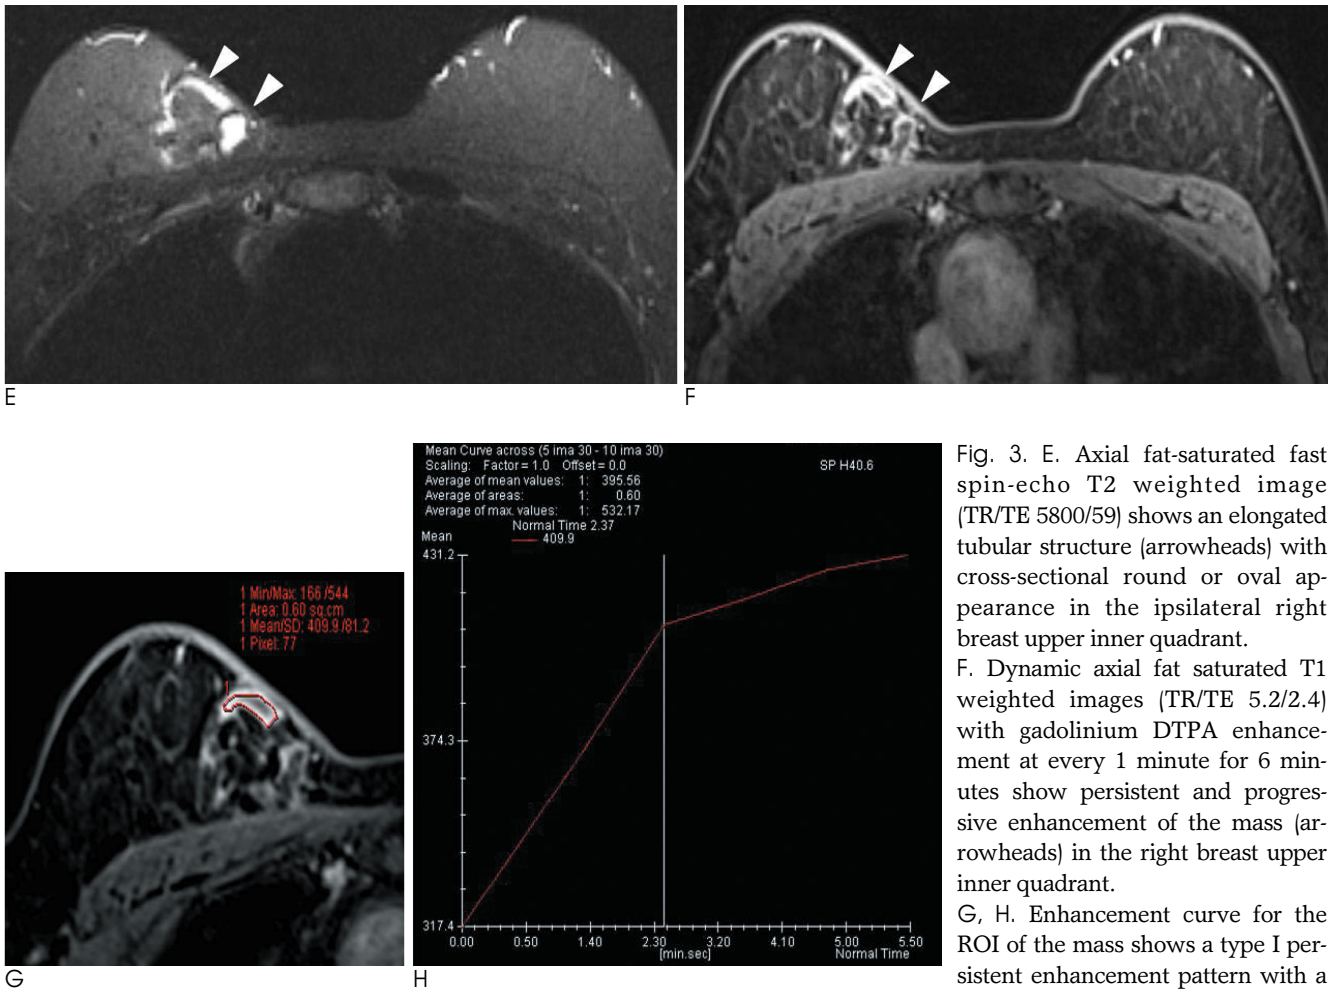 E
F
1 Min/Max: 166/544
1 Area: 0.60 sq.cm
1 Mean/SD: 409.9/81.2
1 Pixel: 77
1
G
Mean Curve across (5 ima 30 - 10 ima 30)
Scaling: Factor = 1.0 Offset = 0.0
SP H40.6
Average of mean values: 1: 395.56
Average of areas: 1: 0.60
Average of max. values: 1: 532.17
Normal Time 2.37
Mean
409.9
431.2
374.3
317.4
0.00 0.50 1.40 2.30 3.20 4.10 5.00 5.50
[min.sec]
Normal Time
H
Fig. 3. E. Axial fat-saturated fast
spin-echo T2 weighted image
(TR/TE 5800/59) shows an elongated
tubular structure (arrowheads) with
cross-sectional round or oval ap-
pearance in the ipsilateral right
breast upper inner quadrant.
F. Dynamic axial fat saturated T1
weighted images (TR/TE 5.2/2.4)
with gadolinium DTPA enhance-
ment at every 1 minute for 6 min-
utes show persistent and progres-
sive enhancement of the mass (ar-
rowheads) in the right breast upper
inner quadrant.
G, H. Enhancement curve for the
ROI of the mass shows a type I per-
sistent enhancement pattern with a